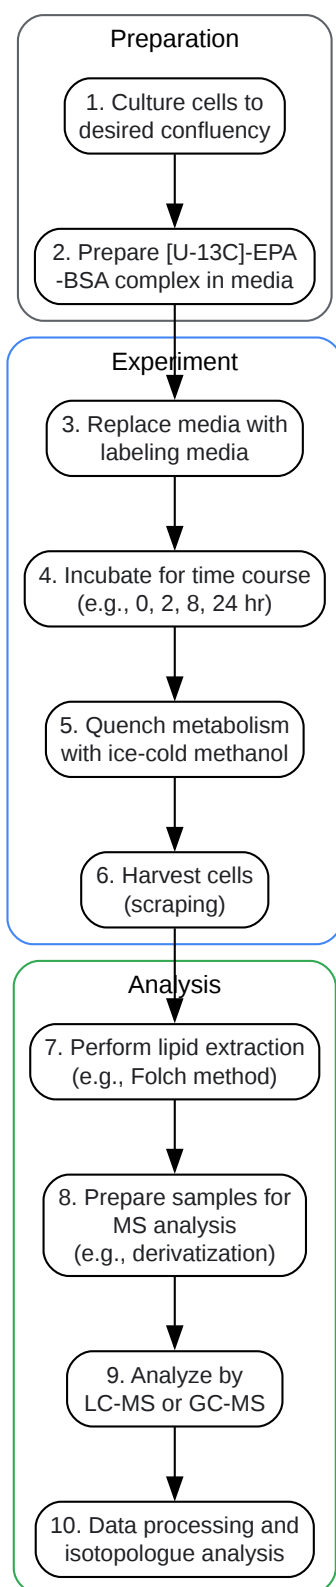 Preparation
1. Culture cells to
desired confluency
2. Prepare [U-13C]-EPA
-BSA complex in media
Experiment
3. Replace media with
labeling media
4. Incubate for time course
(e.g., 0, 2, 8, 24 hr)
5. Quench metabolism
with ice-cold methanol
6. Harvest cells
(scraping)
Analysis
7. Perform lipid extraction
(e.g., Folch method)
8. Prepare samples for
MS analysis
(e.g., derivatization)
9. Analyze by
LC-MS or GC-MS
10. Data processing and
isotopologue analysis